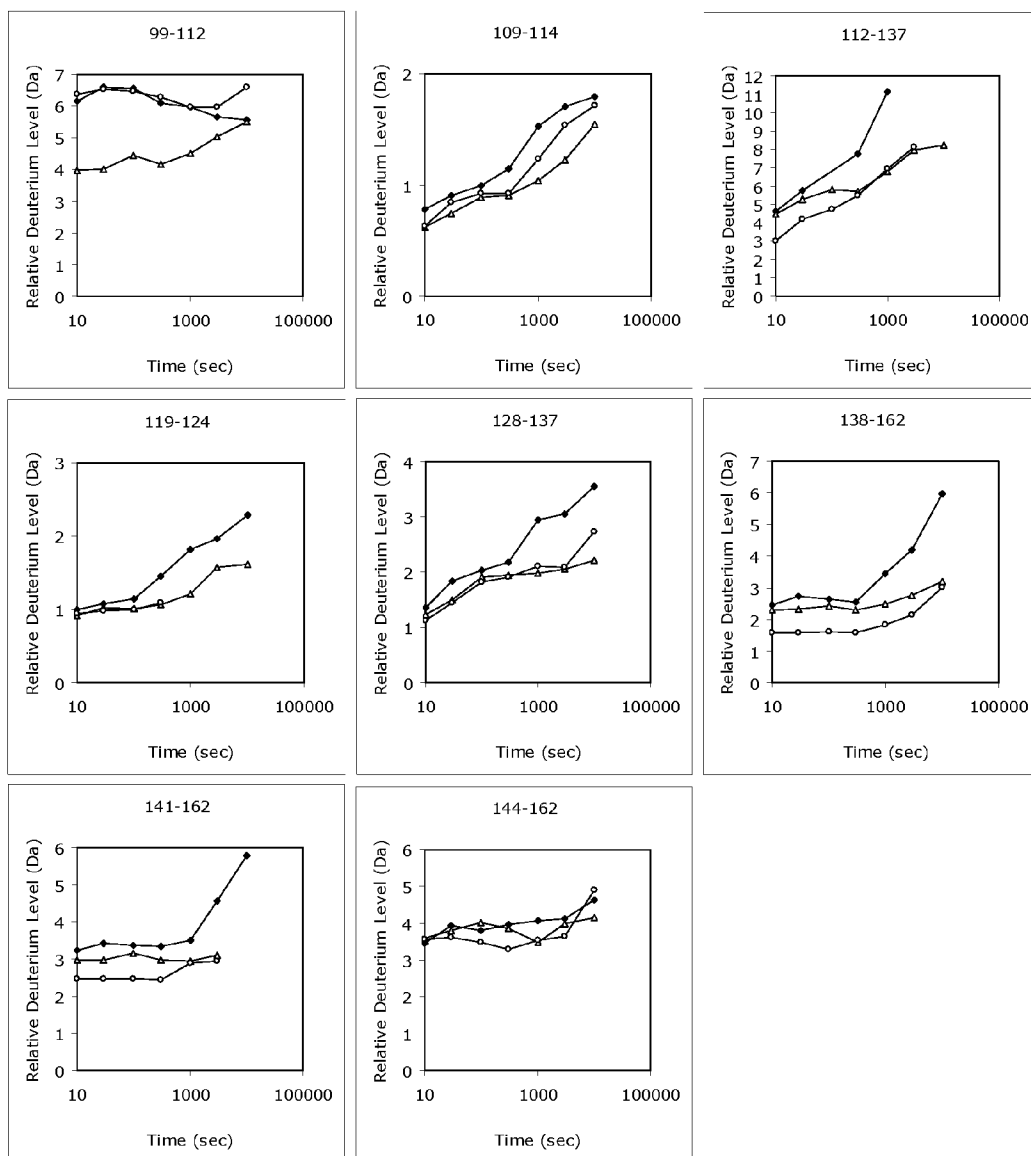 99-112
Relative Deuterium Level (Da)
7
6
5
4
3
2
1
0
10 1000 100000
Time (sec)
109-114
Relative Deuterium Level (Da)
2
1
0
10 1000 100000
Time (sec)
112-137
Relative Deuterium Level (Da)
12
11
10
9
8
7
6
5
4
3
2
1
0
10 1000 100000
Time (sec)
119-124
Relative Deuterium Level (Da)
3
2
1
0
10 1000 100000
Time (sec)
128-137
Relative Deuterium Level (Da)
4
3
2
1
0
10 1000 100000
Time (sec)
138-162
Relative Deuterium Level (Da)
7
6
5
4
3
2
1
0
10 1000 100000
Time (sec)
141-162
Relative Deuterium Level (Da)
6
5
4
3
2
1
0
10 1000 100000
Time (sec)
144-162
Relative Deuterium Level (Da)
6
5
4
3
2
1
0
10 1000 100000
Time (sec)